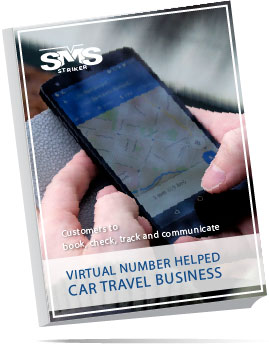 SMS
STRIKER
Customers to
book, check, track and communicate
VIRTUAL NUMBER HELPED
CAR TRAVEL BUSINESS